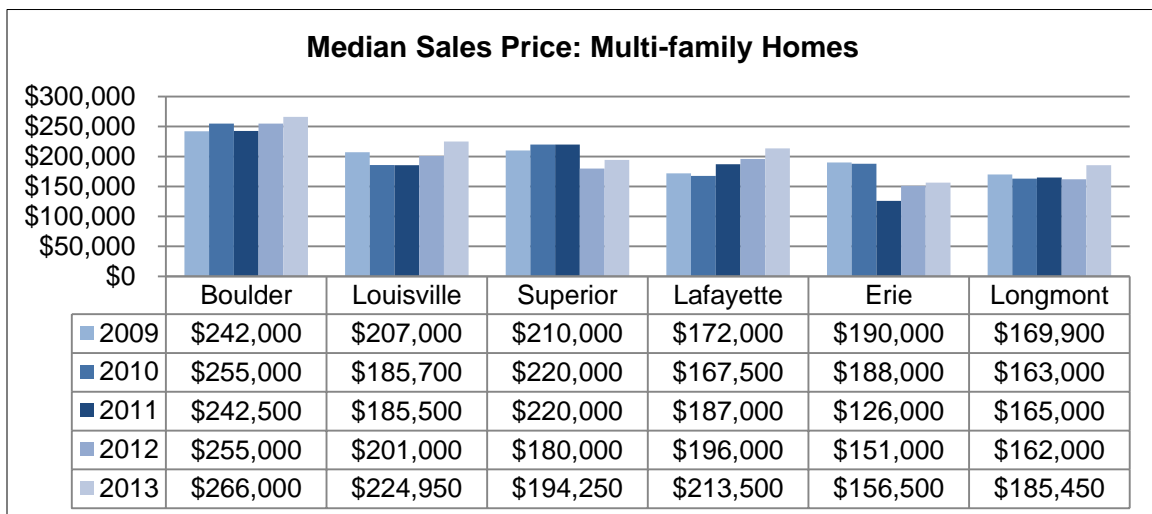 Median Sales Price: Multi-family Homes
$300,000
$250,000
$200,000
$150,000
$100,000
$50,000
$0
Boulder Louisville Superior Lafayette Erie Longmont
2009 $242,000 $207,000 $210,000 $172,000 $190,000 $169,900
2010 $255,000 $185,700 $220,000 $167,500 $188,000 $163,000
2011 $242,500 $185,500 $220,000 $187,000 $126,000 $165,000
2012 $255,000 $201,000 $180,000 $196,000 $151,000 $162,000
2013 $266,000 $224,950 $194,250 $213,500 $156,500 $185,450